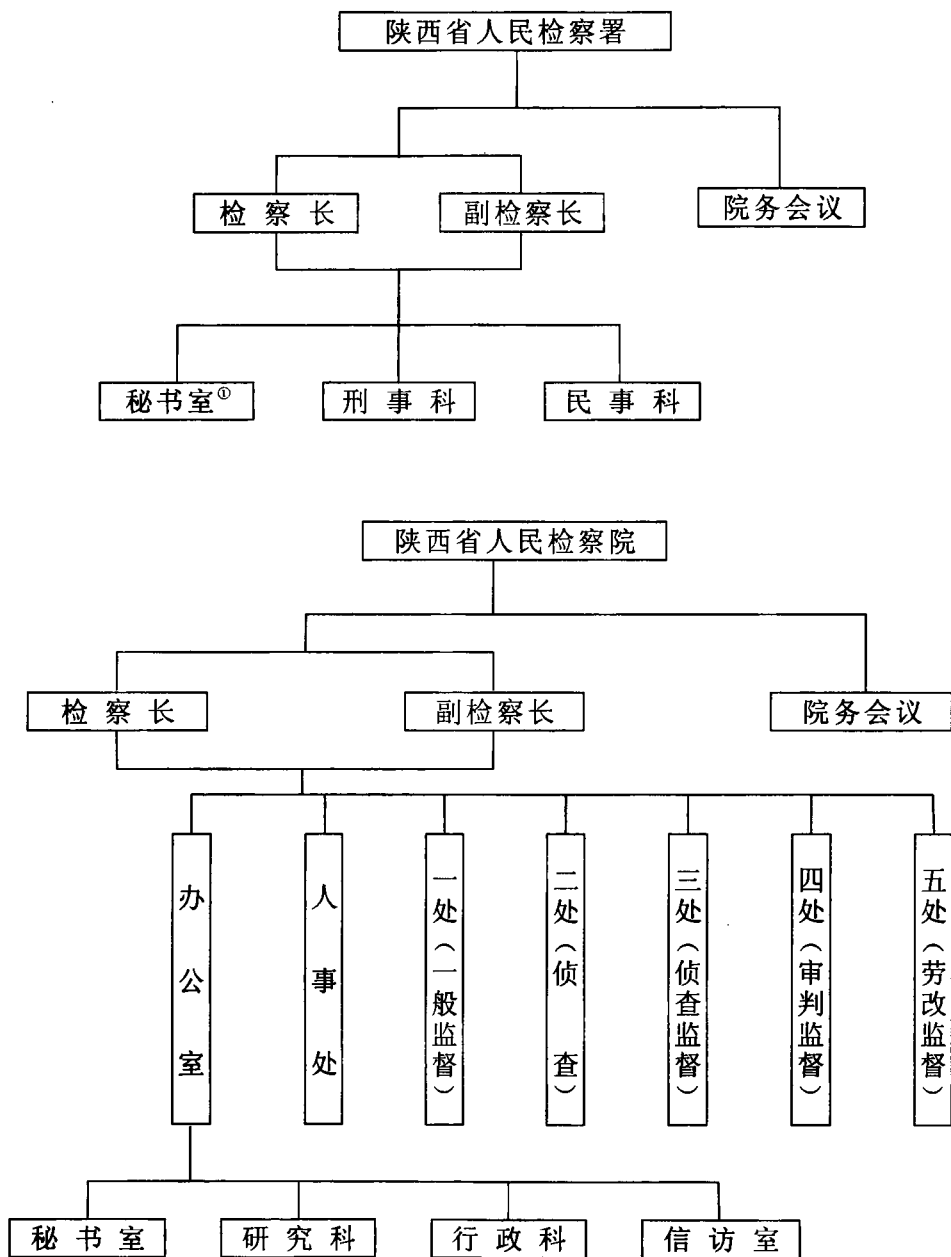 陕西省人民检察署
检察长
副检察长
院务会议
秘书室①
刑事科
民事科
陕西省人民检察院
检察长
副检察长
院务会议
办公室
人事处
一处（一般监督）
二处（侦查）
三处（侦查监督）
四处（审判监督）
五处（劳改监督）
秘书室
研究科
行政科
信访室